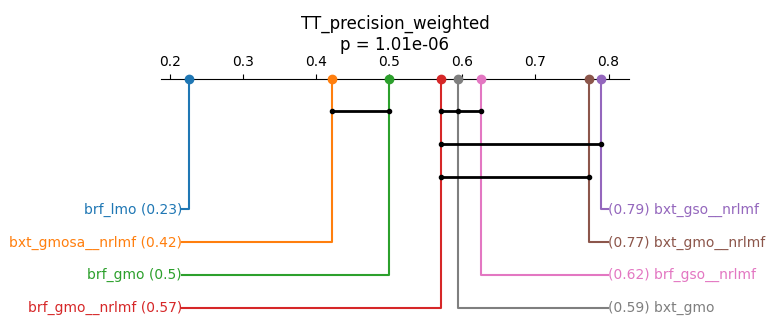 TT_precision_weighted
p = 1.01e-06
0.2 0.3 0.4 0.5 0.6 0.7 0.8
brf_lmo (0.23) (0.79) bxt_gso__nrlmf
bxt_gmosa__nrlmf (0.42) (0.77) bxt_gmo__nrlmf
brf_gmo (0.5) (0.62) brf_gso__nrlmf
brf_gmo__nrlmf (0.57) (0.59) bxt_gmo